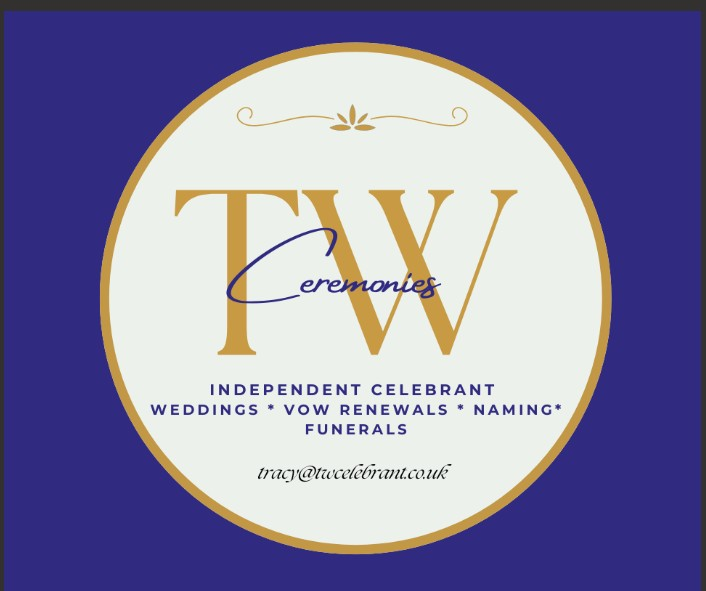 TW
Ceremonies
INDEPENDENT CELEBRANT
WEDDINGS * VOW RENEWALS * NAMING*
FUNERALS
tracy@twcelebrant.co.uk